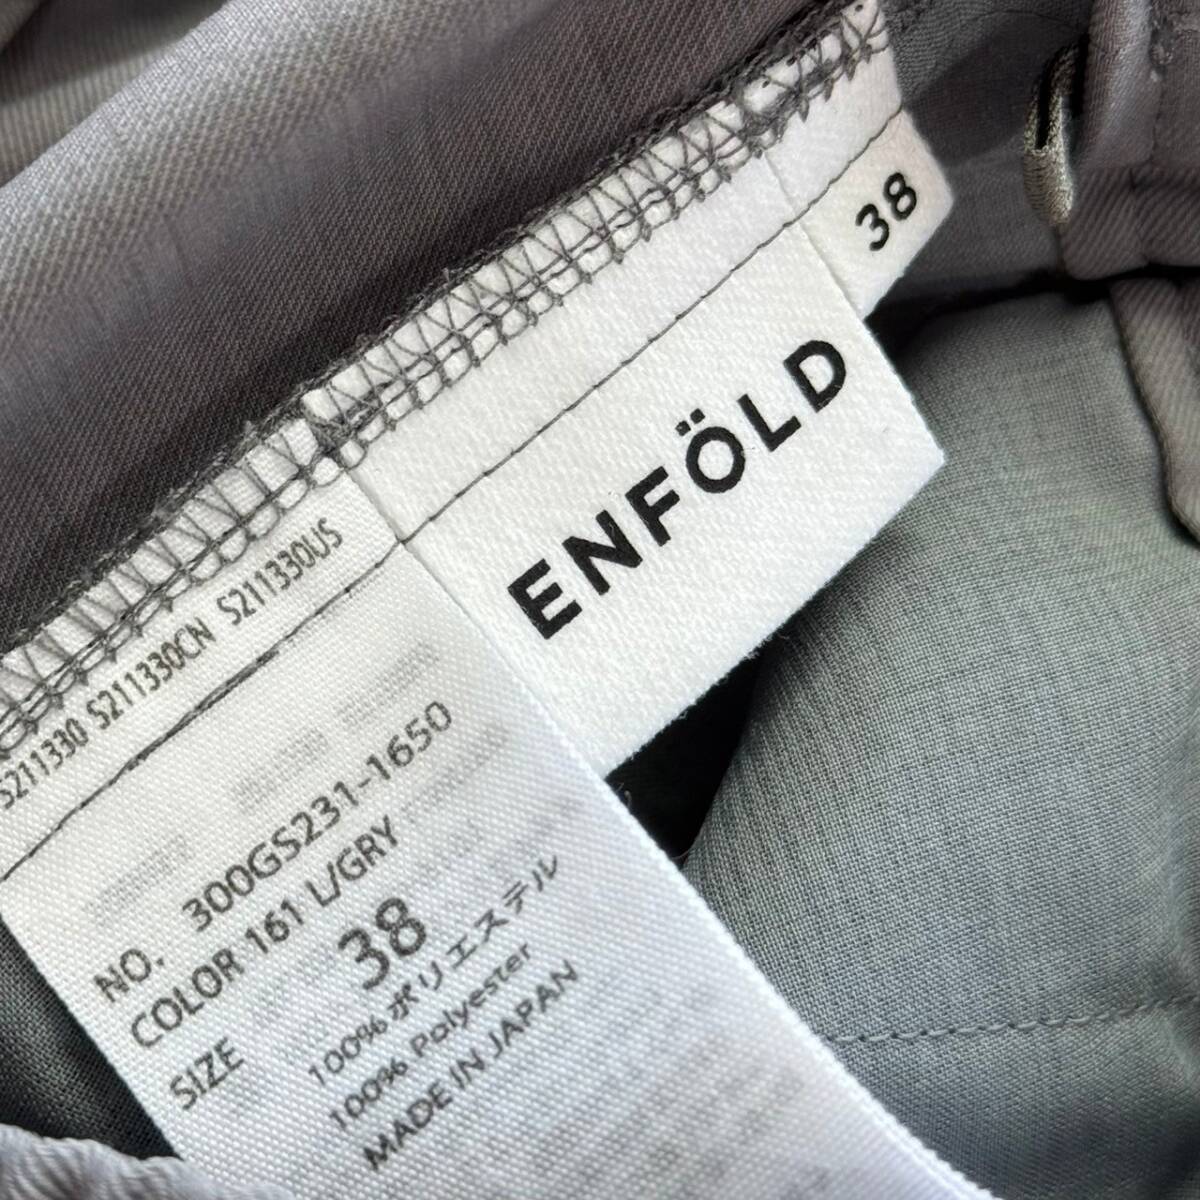 38
ENFÖLD
S211330 S211330CN S211330US
NO. 300GS231-1650
COLOR 161 L/GRY
SIZE 38
100% ポリエステル
100% Polyester
MADE IN JAPAN